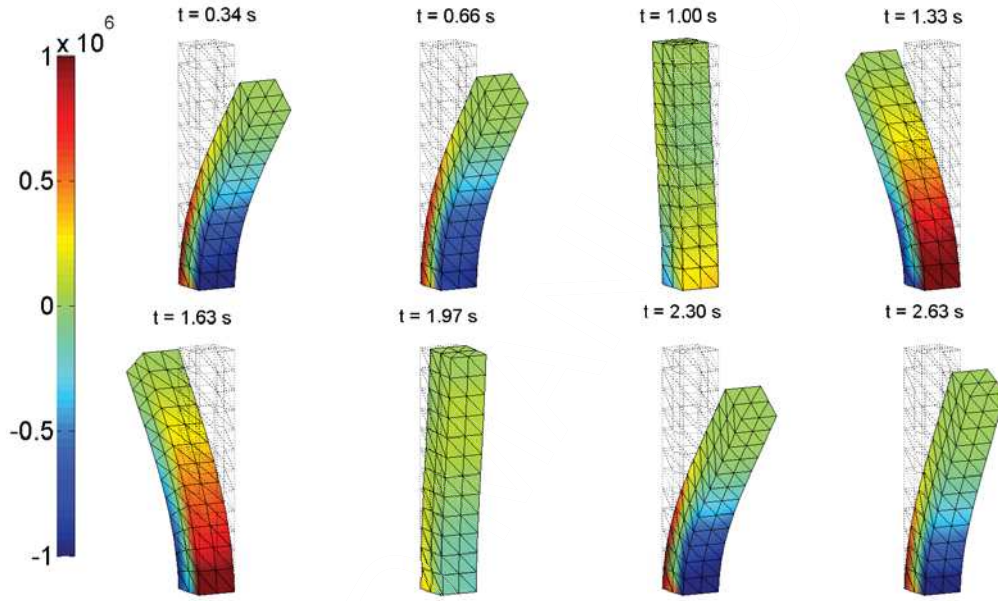 t = 0.34 s
t = 0.66 s
t = 1.00 s
t = 1.33 s
x 10^6
1
0.5
0
-0.5
-1
t = 1.63 s
t = 1.97 s
t = 2.30 s
t = 2.63 s